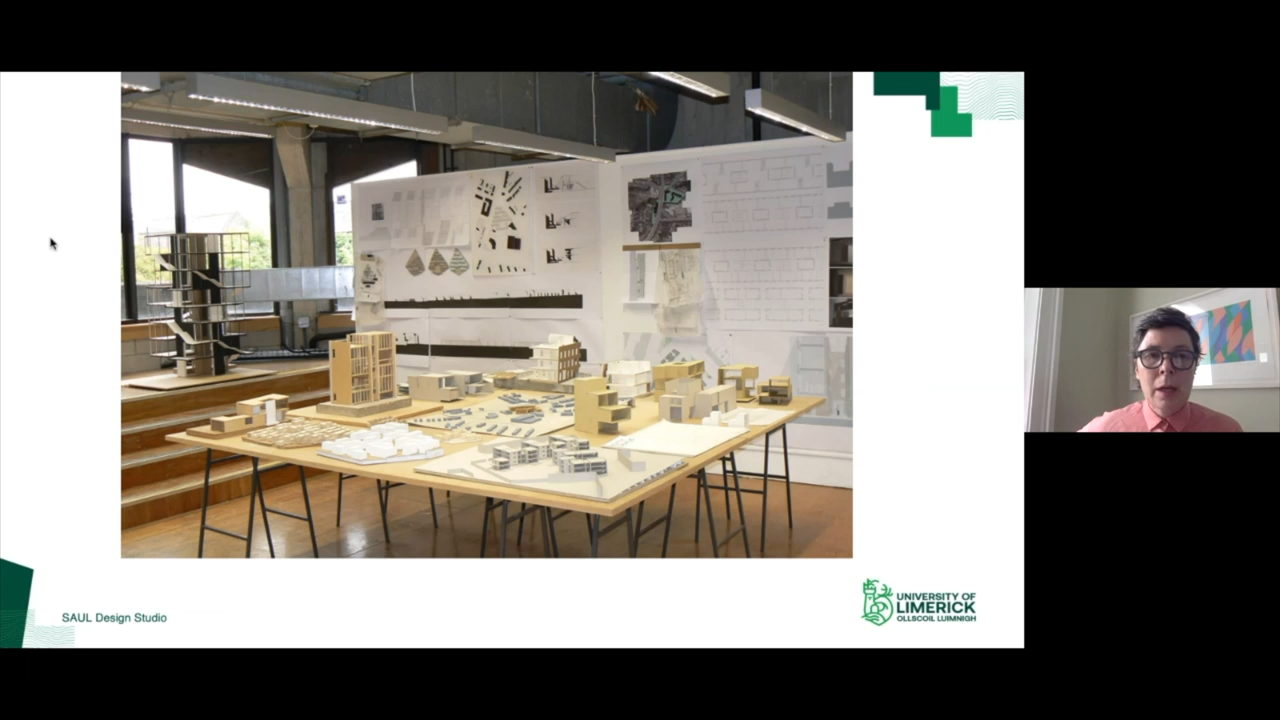 SAUL Design Studio
UNIVERSITY OF
LIMERICK
OLLSCOIL LUIMNIGH